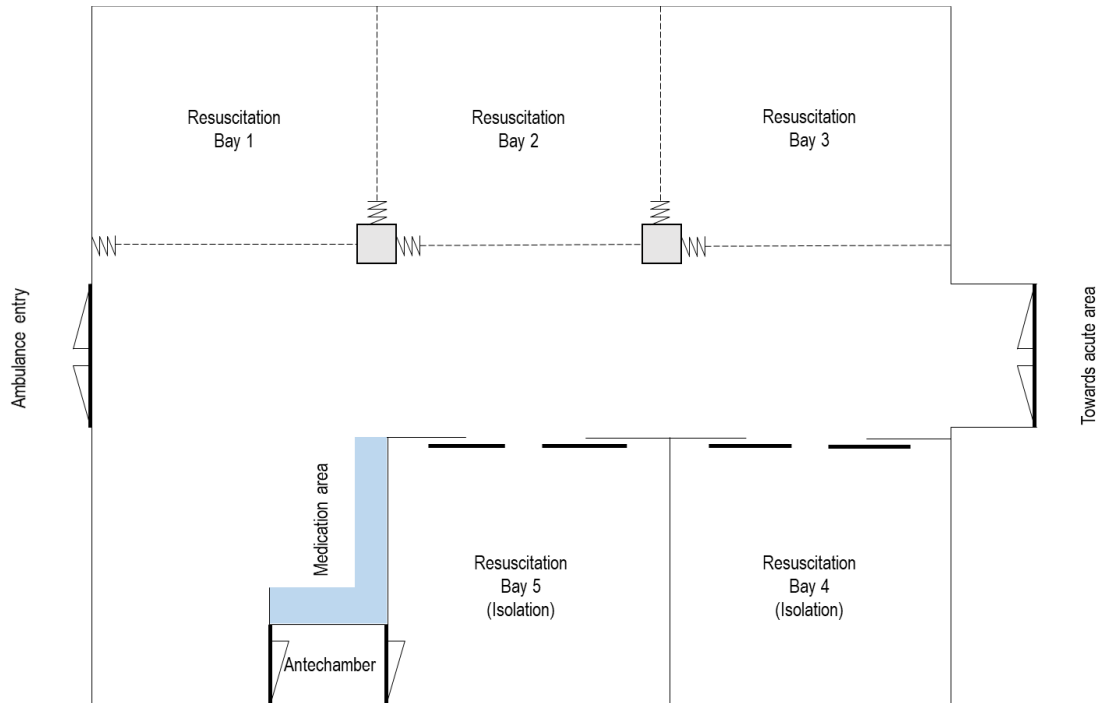 Resuscitation
Bay 1
Resuscitation
Bay 2
Resuscitation
Bay 3
Ambulance entry
Towards acute area
Medication area
Resuscitation
Bay 5
(Isolation)
Resuscitation
Bay 4
(Isolation)
Antechamber